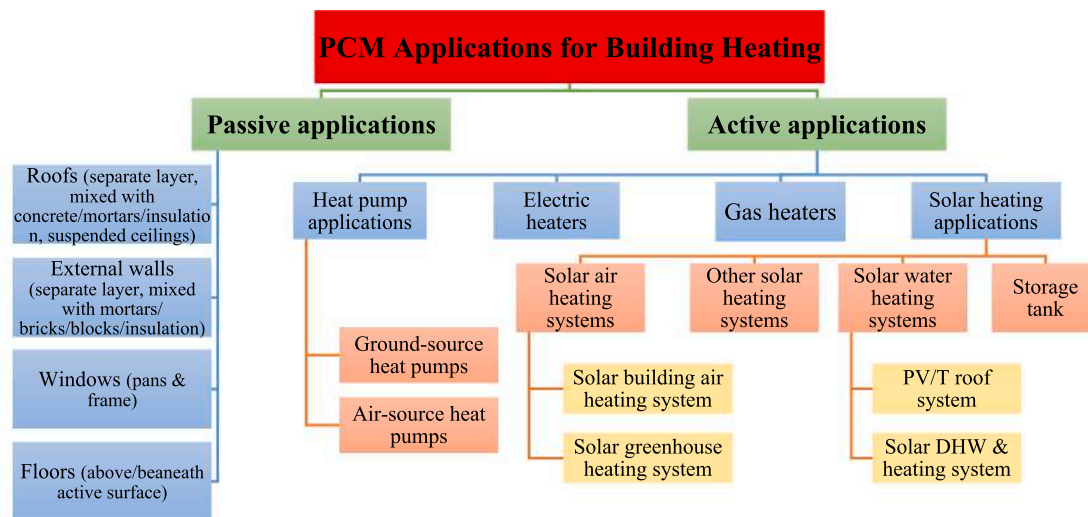 PCM Applications for Building Heating
Passive applications
Active applications
Roofs (separate layer,
mixed with
concrete/mortars/insulatio
n, suspended ceilings)
External walls
(separate layer, mixed
with mortars/
bricks/blocks/insulation)
Windows (pans &
frame)
Floors (above/beaneath
active surface)
Heat pump
applications
Electric
heaters
Gas heaters
Solar heating
applications
Ground-source
heat pumps
Air-source heat
pumps
Solar air
heating
systems
Other solar
heating
systems
Solar water
heating
systems
Storage
tank
Solar building air
heating system
Solar greenhouse
heating system
PV/T roof
system
Solar DHW &
heating system